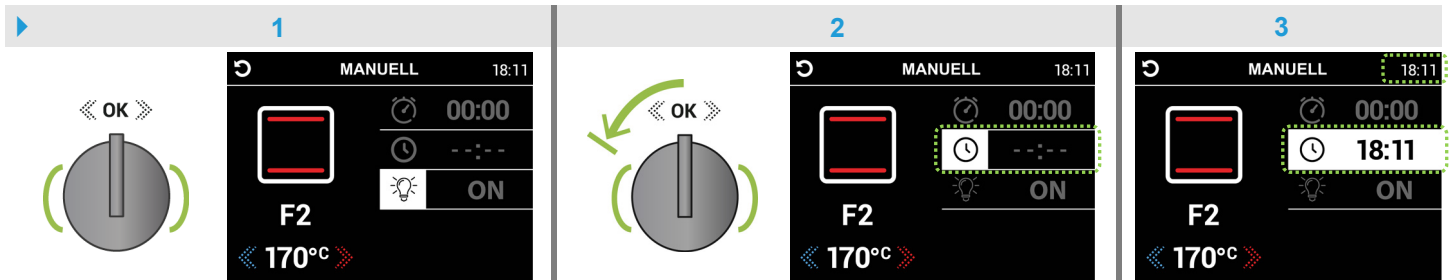 1
2
3
OK
MANUELL 18:11
00:00
--:--
ON
F2
170°C
OK
MANUELL 18:11
00:00
--:--
ON
F2
170°C
MANUELL 18:11
00:00
18:11
ON
F2
170°C